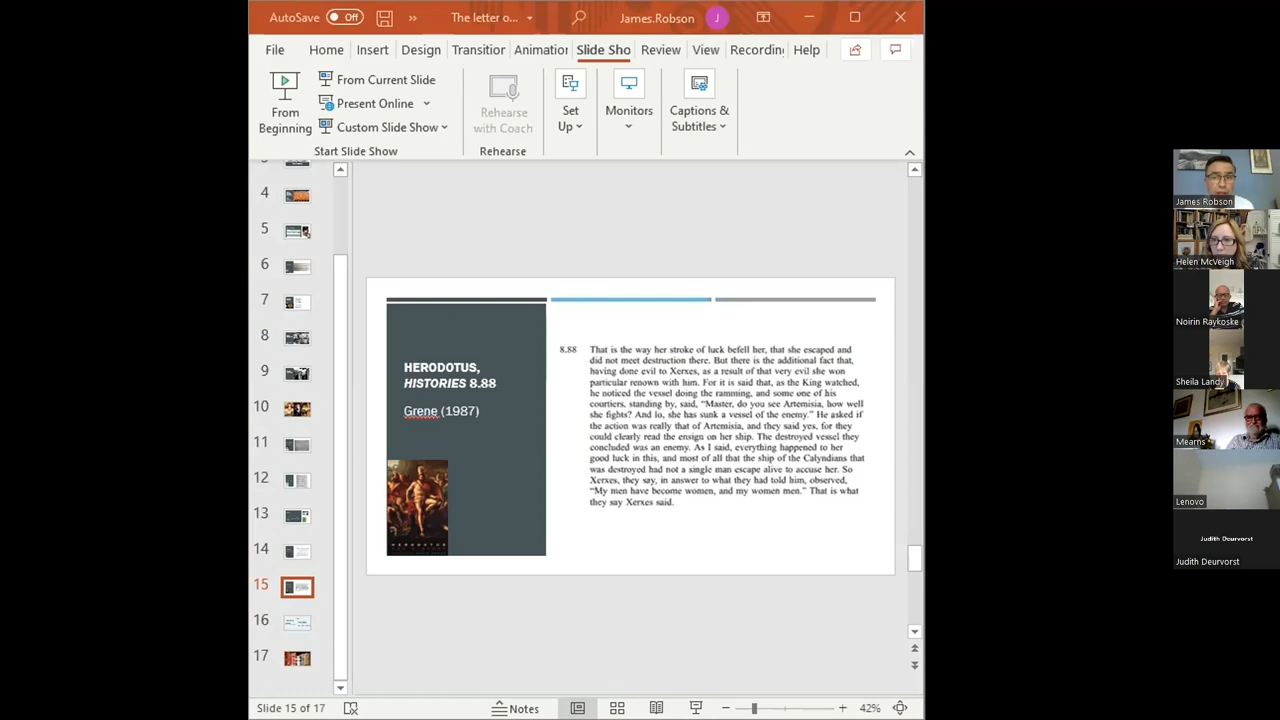 AutoSave Off The letter o... James.Robson J
File Home Insert Design Transition Animation Slide Sho Review View Recording Help
From Beginning
From Current Slide
Present Online
Custom Slide Show
Start Slide Show
Rehearse with Coach
Rehearse
Set Up
Monitors
Captions & Subtitles
4
5
6
7
8
9
10
11
12
13
14
15
16
17
HERODOTUS,
HISTORIES 8.88
Grene (1987)
8.88 That is the way her stroke of luck befell her, that she escaped and
did not meet destruction there. But there is the additional fact that,
having done evil to Xerxes, as a result of that very evil she won
particular renown with him. For it is said that, as the King watched,
he noticed the vessel doing the ramming, and some one of his
courtiers, standing by, said, “Master, do you see Artemisia, how well
she fights? And lo, she has sunk a vessel of the enemy.” He asked if
the action was really that of Artemisia, and they said yes, for they
could clearly read the ensign on her ship. The destroyed vessel they
concluded was an enemy. As I said, everything happened to her
good luck in this, and most of all that the ship of the Calyndians that
was destroyed had not a single man escape alive to accuse her. So
Xerxes, they say, in answer to what they had told him, observed,
“My men have become women, and my women men.” That is what
they say Xerxes said.
HERODOTUS
Slide 15 of 17
Notes
42%
James Robson
Helen McVeigh
Noirin Raykoske
Sheila Landy
Mearns
Lenovo
Judith Deurvorst
Judith Deurvorst